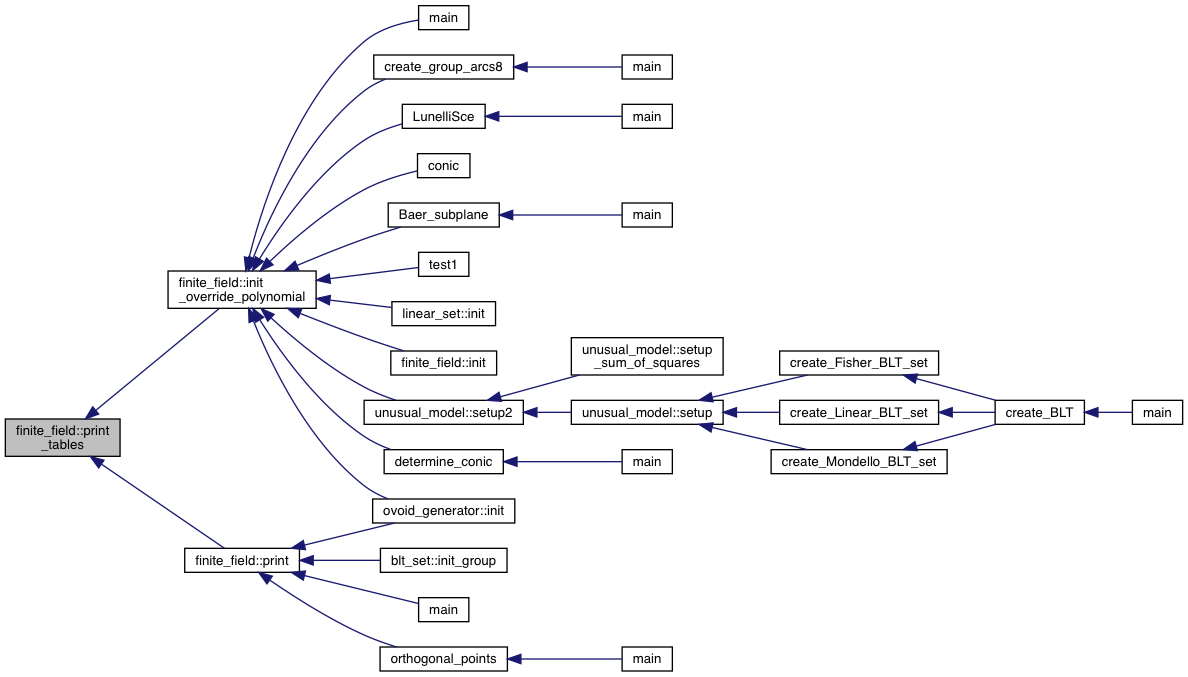 main
create_group_arcs8
main
LunelliSce
main
conic
Baer_subplane
main
test1
finite_field::init
_override_polynomial
linear_set::init
finite_field::init
unusual_model::setup
_sum_of_squares
create_Fisher_BLT_set
unusual_model::setup2
unusual_model::setup
create_Linear_BLT_set
create_BLT
main
finite_field::print
_tables
determine_conic
main
create_Mondello_BLT_set
ovoid_generator::init
finite_field::print
blt_set::init_group
main
orthogonal_points
main